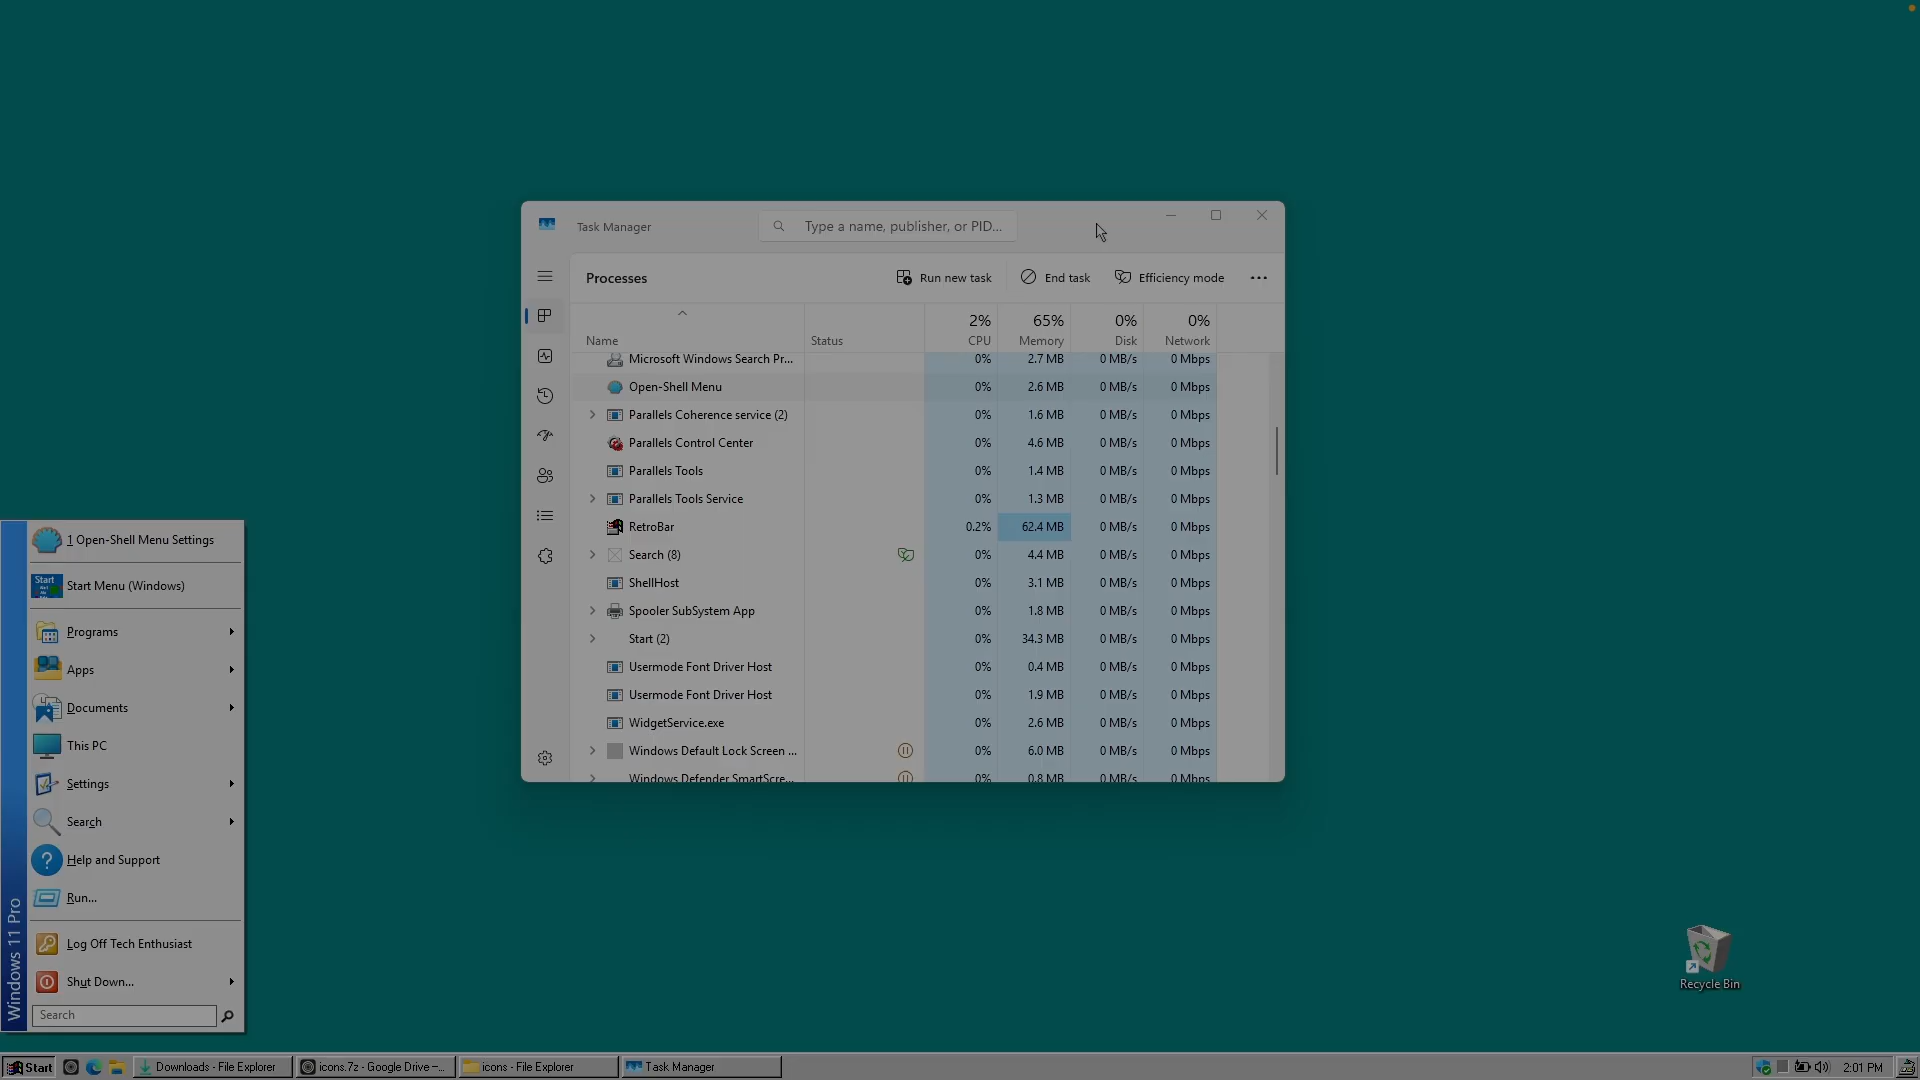 Task Manager
Type a name, publisher, or PID...
Processes
Run new task
End task
Efficiency mode
2% 65% 0% 0%
Name Status CPU Memory Disk Network
Microsoft Windows Search Pr... 0% 2.7 MB 0 MB/s 0 Mbps
Open-Shell Menu 0% 2.6 MB 0 MB/s 0 Mbps
Parallels Coherence service (2) 0% 1.6 MB 0 MB/s 0 Mbps
Parallels Control Center 0% 4.6 MB 0 MB/s 0 Mbps
Parallels Tools 0% 1.4 MB 0 MB/s 0 Mbps
Parallels Tools Service 0% 1.3 MB 0 MB/s 0 Mbps
RetroBar 0.2% 62.4 MB 0 MB/s 0 Mbps
Search (8) 0% 4.4 MB 0 MB/s 0 Mbps
ShellHost 0% 3.1 MB 0 MB/s 0 Mbps
Spooler SubSystem App 0% 1.8 MB 0 MB/s 0 Mbps
Start (2) 0% 34.3 MB 0 MB/s 0 Mbps
Usermode Font Driver Host 0% 0.4 MB 0 MB/s 0 Mbps
Usermode Font Driver Host 0% 1.9 MB 0 MB/s 0 Mbps
WidgetService.exe 0% 2.6 MB 0 MB/s 0 Mbps
Windows Default Lock Screen ... 0% 6.0 MB 0 MB/s 0 Mbps
Windows Defender SmartScre... 0% 0.8 MB 0 MB/s 0 Mbps
1 Open-Shell Menu Settings
Start Menu (Windows)
Programs
Apps
Documents
This PC
Settings
Search
Help and Support
Run...
Log Off Tech Enthusiast
Shut Down...
Search
Windows 11 Pro
Recycle Bin
Start
Downloads - File Explorer
icons.7z - Google Drive –...
icons - File Explorer
Task Manager
2:01 PM